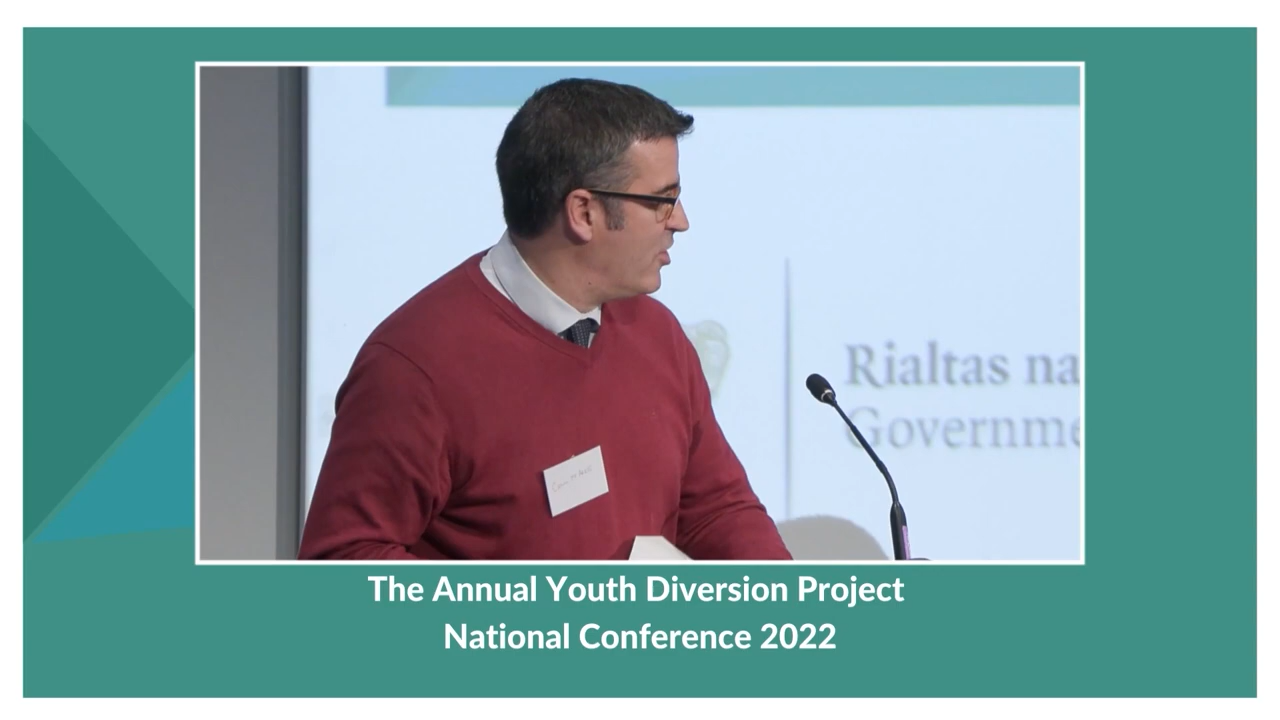 Rialtas na
Governme
The Annual Youth Diversion Project
National Conference 2022